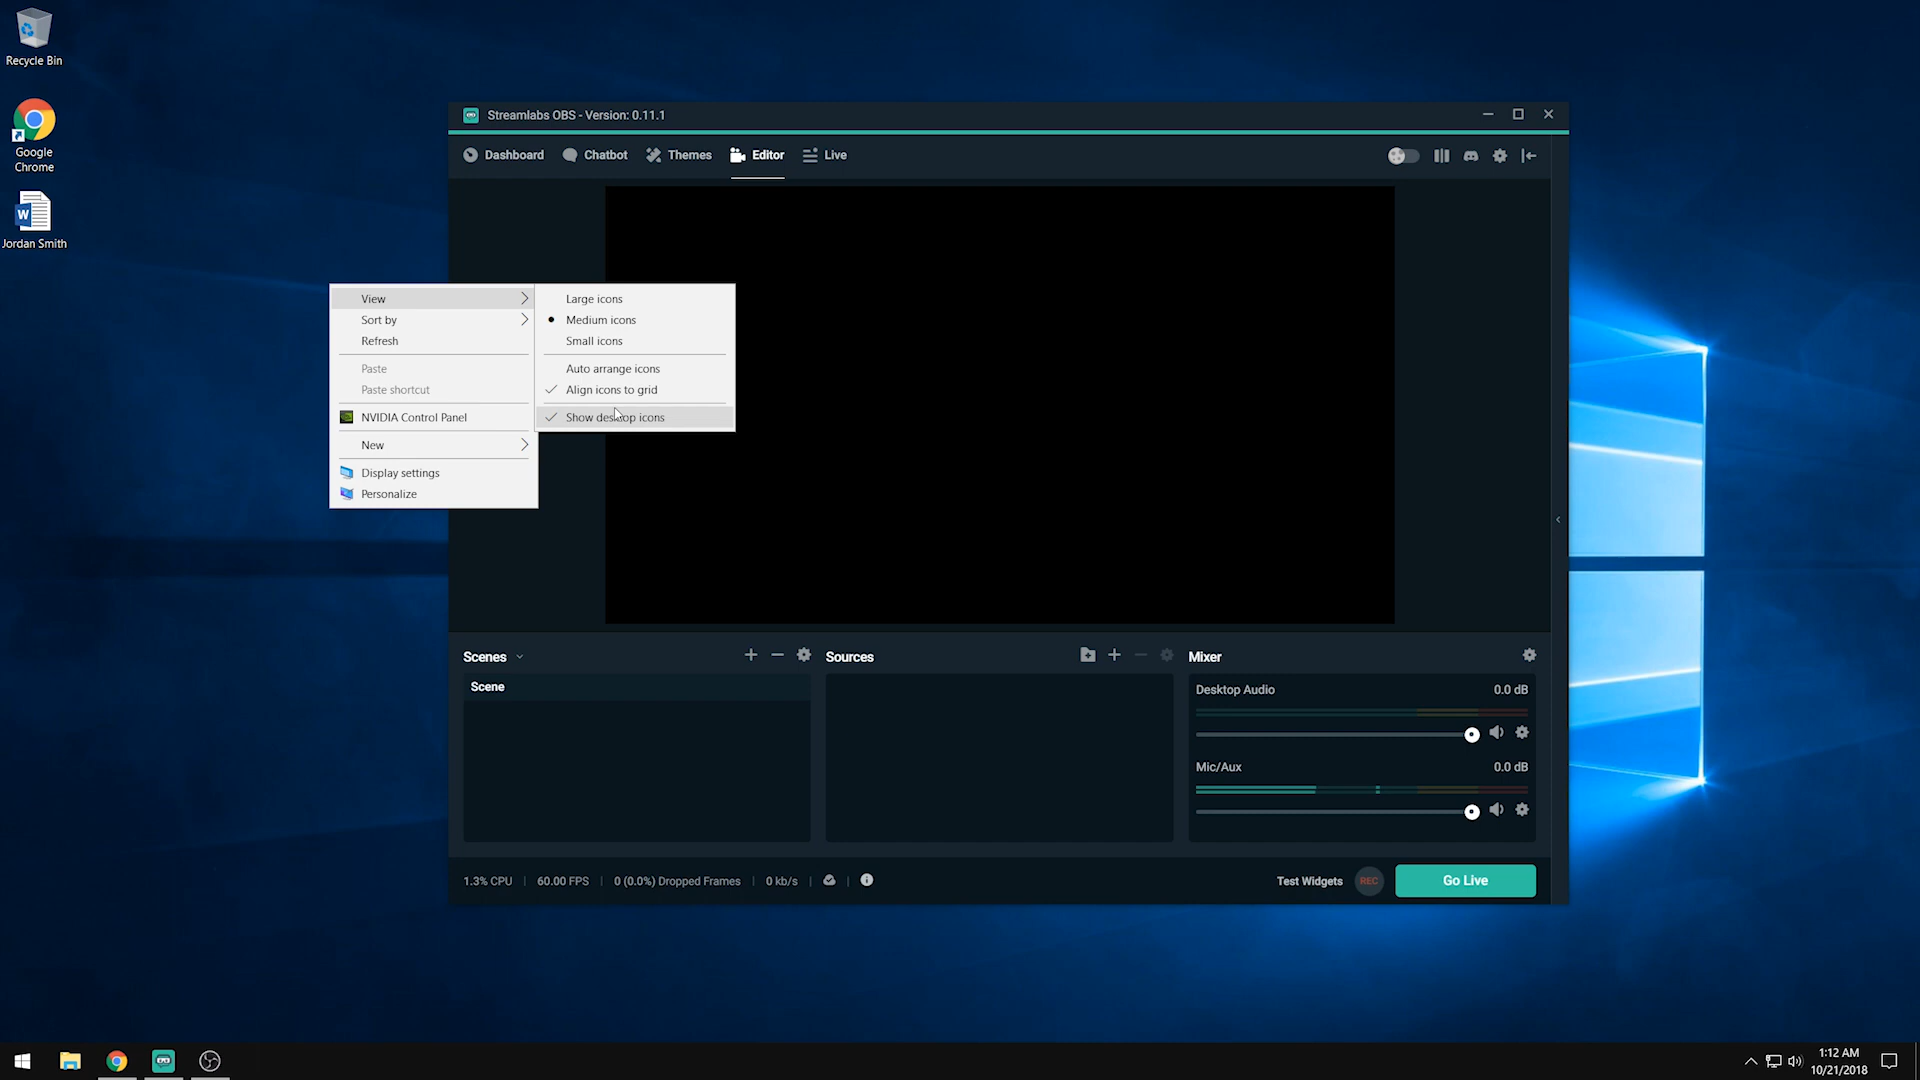 Recycle Bin
Google
Chrome
W
Jordan Smith
Streamlabs OBS - Version: 0.11.1
Dashboard
Chatbot
Themes
Editor
Live
View
Sort by
Refresh
Paste
Paste shortcut
NVIDIA Control Panel
New
Display settings
Personalize
Large icons
Medium icons
Small icons
Auto arrange icons
Align icons to grid
Show desktop icons
Scenes
Scene
Sources
Mixer
Desktop Audio 0.0 dB
Mic/Aux 0.0 dB
1.3% CPU | 60.00 FPS | 0 (0.0%) Dropped Frames | 0 kb/s | |
Test Widgets
REC
Go Live
1:12 AM
10/21/2018